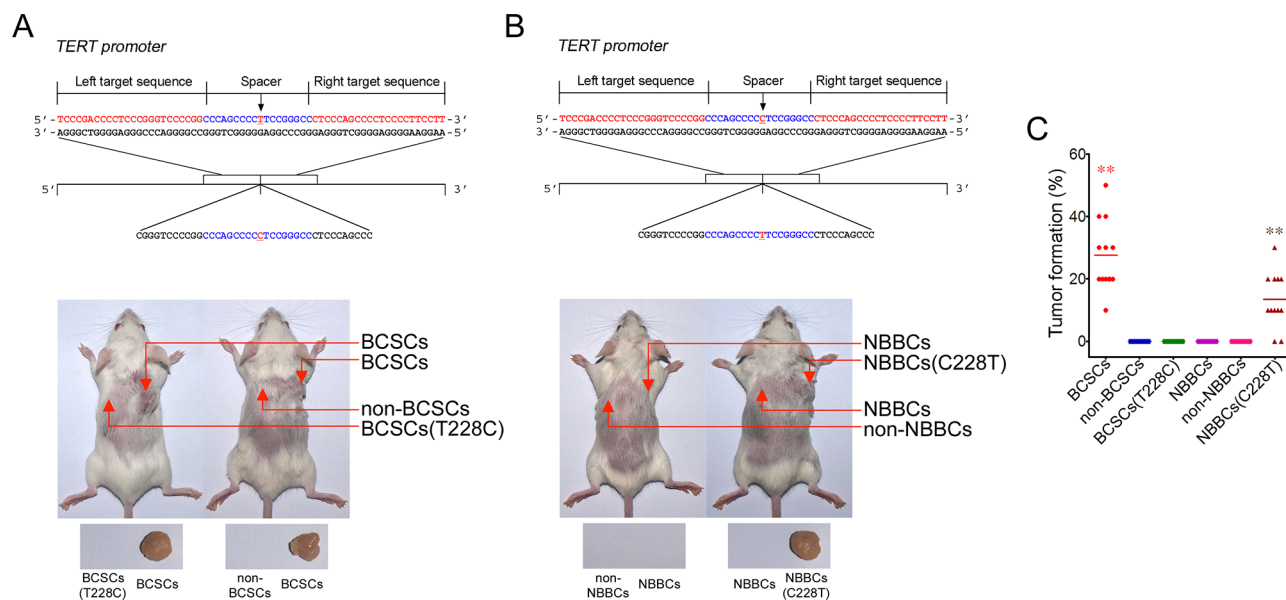 A
TERT promoter
Left target sequence
Spacer
Right target sequence
5′-TCCCGACCCCTCCGGGTCCCCGGCCCAGCCCCTTCCGGGCCCTCCCAGCCCCTCCCCTTCCTT-3′
3′-AGGGCTGGGGAGGGCCCAGGGGCCGGGTCGGGGGAGGCCCGGGAGGGTCGGGGAGGGGAAGGAA-5′
5′
3′
CGGGTCCCCGGCCCAGCCCCCTCCGGGCCCTCCCAGCCC
BCSCs
BCSCs
non-BCSCs
BCSCs(T228C)
BCSCs
(T228C)
BCSCs
non-
BCSCs
BCSCs
B
TERT promoter
Left target sequence
Spacer
Right target sequence
5′-TCCCGACCCCTCCCGGGTCCCCGGCCCAGCCCCCTCCGGGCCCTCCCAGCCCCTCCCCTTCCTT-3′
3′-AGGGCTGGGGAGGGCCCAGGGGCCGGGTCGGGGGAGGCCCGGGAGGGTCGGGGAGGGGAAGGAA-5′
5′
3′
CGGGTCCCCGGCCCAGCCCCTTCCGGGCCCTCCCAGCCC
NBBCs
NBBCs(C228T)
NBBCs
non-NBBCs
non-
NBBCs
NBBCs
NBBCs
NBBCs
(C228T)
C
Tumor formation (%)
60
40
20
0
**
**
BCSCs
non-BCSCs
BCSCs(T228C)
NBBCs
non-NBBCs
NBBCs(C228T)